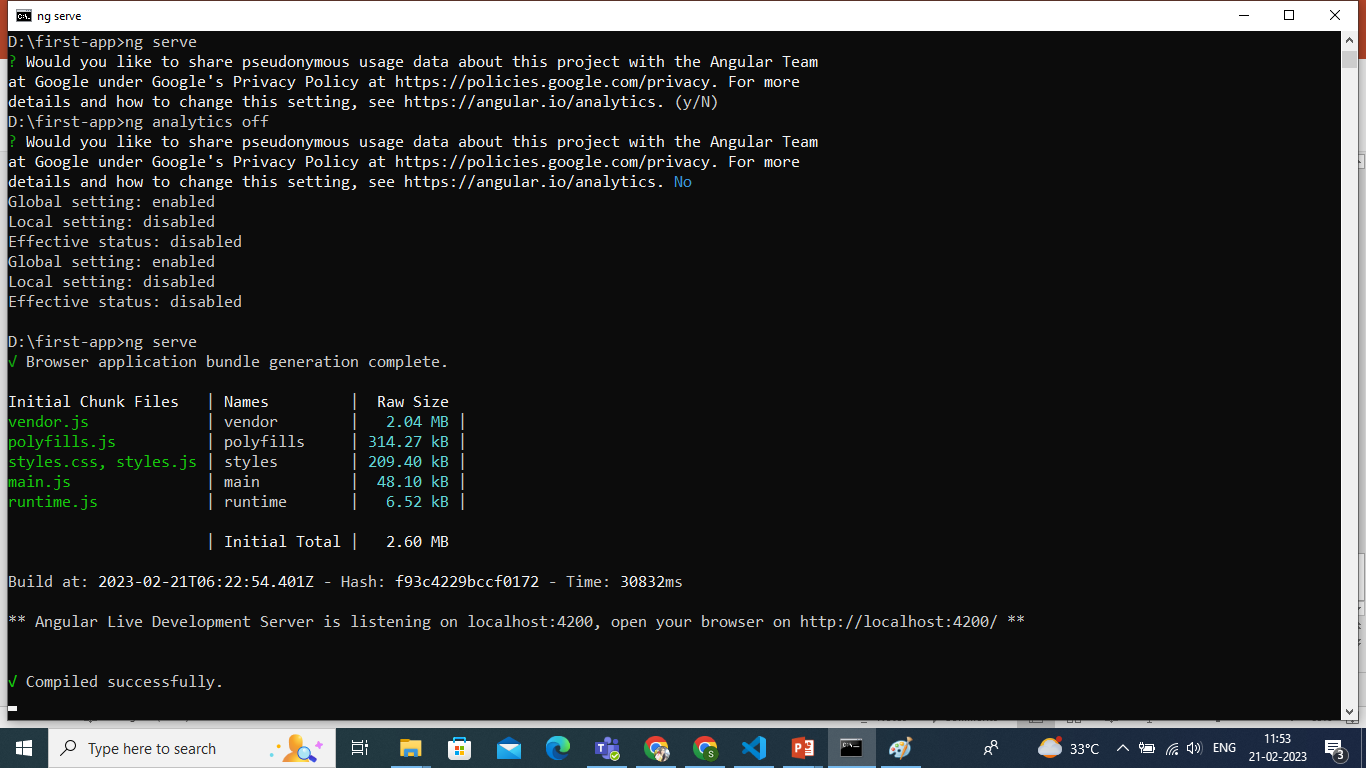 ng serve
D:\first-app>ng serve
? Would you like to share pseudonymous usage data about this project with the Angular Team
at Google under Google's Privacy Policy at https://policies.google.com/privacy. For more
details and how to change this setting, see https://angular.io/analytics. (y/N)
D:\first-app>ng analytics off
? Would you like to share pseudonymous usage data about this project with the Angular Team
at Google under Google's Privacy Policy at https://policies.google.com/privacy. For more
details and how to change this setting, see https://angular.io/analytics. No
Global setting: enabled
Local setting: disabled
Effective status: disabled
Global setting: enabled
Local setting: disabled
Effective status: disabled
D:\first-app>ng serve
√ Browser application bundle generation complete.
Initial Chunk Files | Names | Raw Size
vendor.js | vendor | 2.04 MB |
polyfills.js | polyfills | 314.27 kB |
styles.css, styles.js | styles | 209.40 kB |
main.js | main | 48.10 kB |
runtime.js | runtime | 6.52 kB |
| Initial Total | 2.60 MB
Build at: 2023-02-21T06:22:54.401Z - Hash: f93c4229bccf0172 - Time: 30832ms
** Angular Live Development Server is listening on localhost:4200, open your browser on http://localhost:4200/ **
√ Compiled successfully.
Type here to search
33°C
ENG
11:53
21-02-2023
3